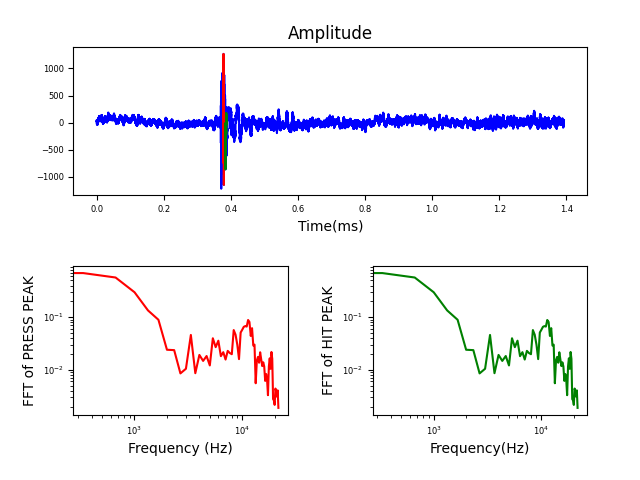 Amplitude
1000
500
0
−500
−1000
0.0 0.2 0.4 0.6 0.8 1.0 1.2 1.4
Time(ms)
FFT of PRESS PEAK
10⁻¹
10⁻²
10³ 10⁴
Frequency (Hz)
FFT of HIT PEAK
10⁻¹
10⁻²
10³ 10⁴
Frequency(Hz)